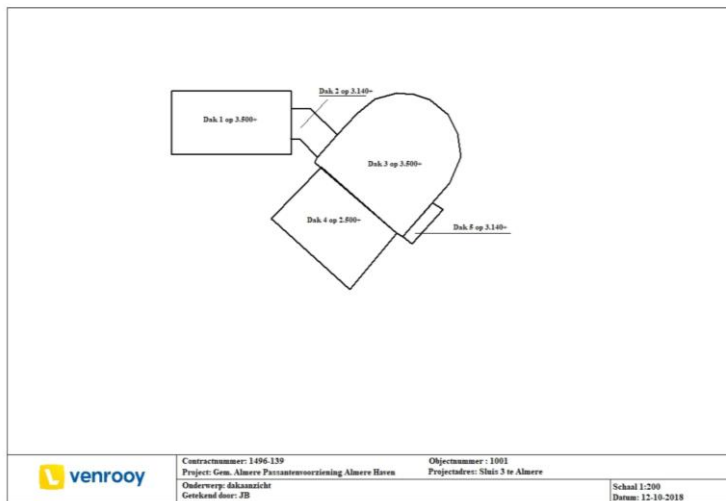 Dak 2 op 3.140+
Dak 1 op 3.500+
Dak 3 op 3.500+
Dak 4 op 2.500+
Dak 5 op 3.140+
venrooy
Contractnummer: 1496-139
Objectnummer : 1001
Project: Gem. Almere Passantenvoorziening Almere Haven
Projectadres: Sluis 3 te Almere
Onderwerp: dakaanzicht
Getekend door: JB
Schaal 1:200
Datum: 12-10-2018